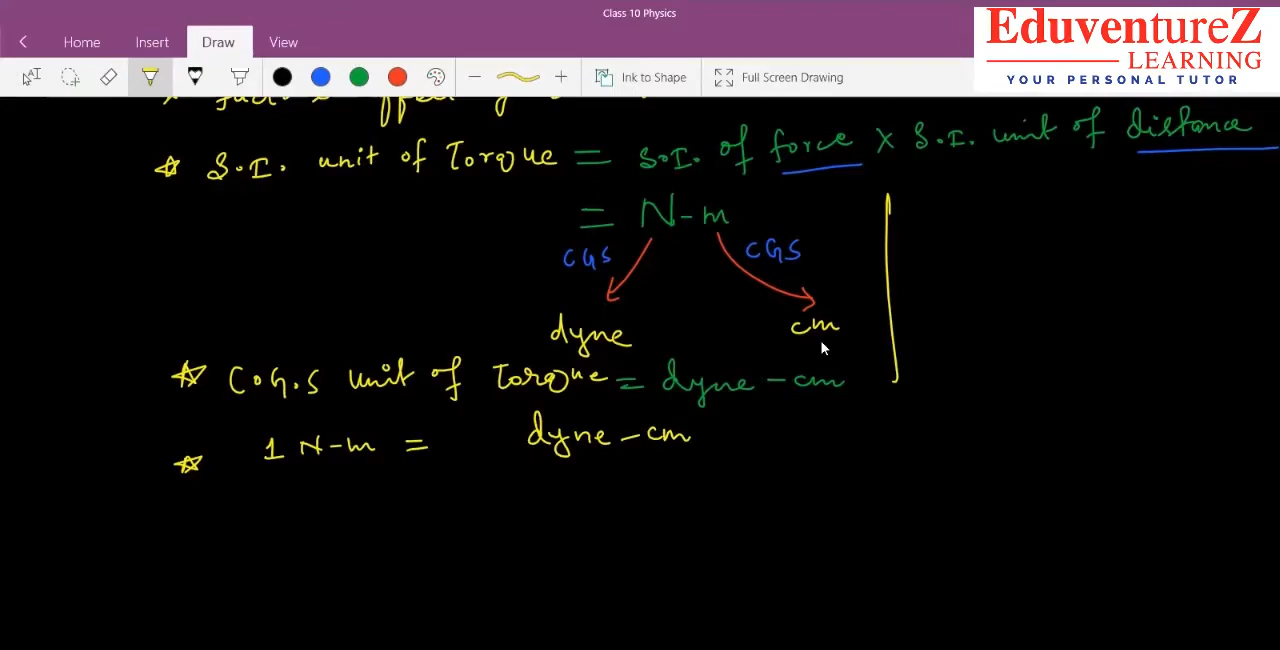 Class 10 Physics
EduventureZ
LEARNING
YOUR PERSONAL TUTOR
Home Insert Draw View
Ink to Shape Full Screen Drawing
S.I. unit of Torque = S.I. of force X S.I. unit of distance
= N-m
CGS CGS
dyne cm
C.G.S unit of Torque = dyne-cm
1 N-m = dyne-cm